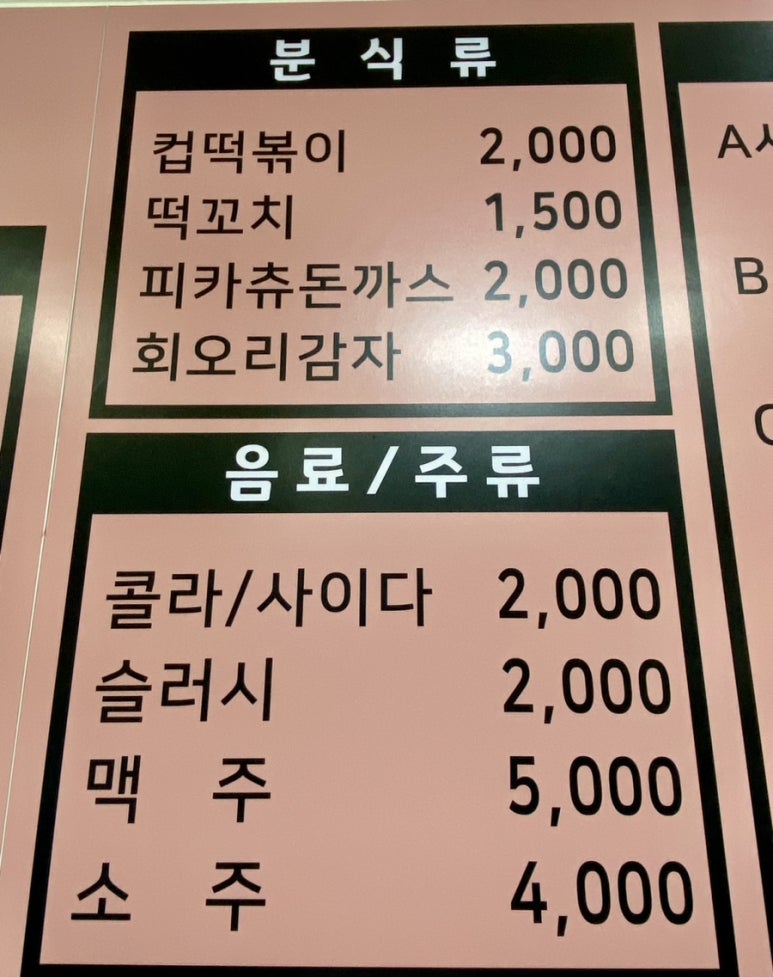 분 식 류
컵떡볶이 2,000
떡꼬치 1,500
피카츄돈까스 2,000
회오리감자 3,000
음료/주류
콜라/사이다 2,000
슬러시 2,000
맥 주 5,000
소 주 4,000
A
B